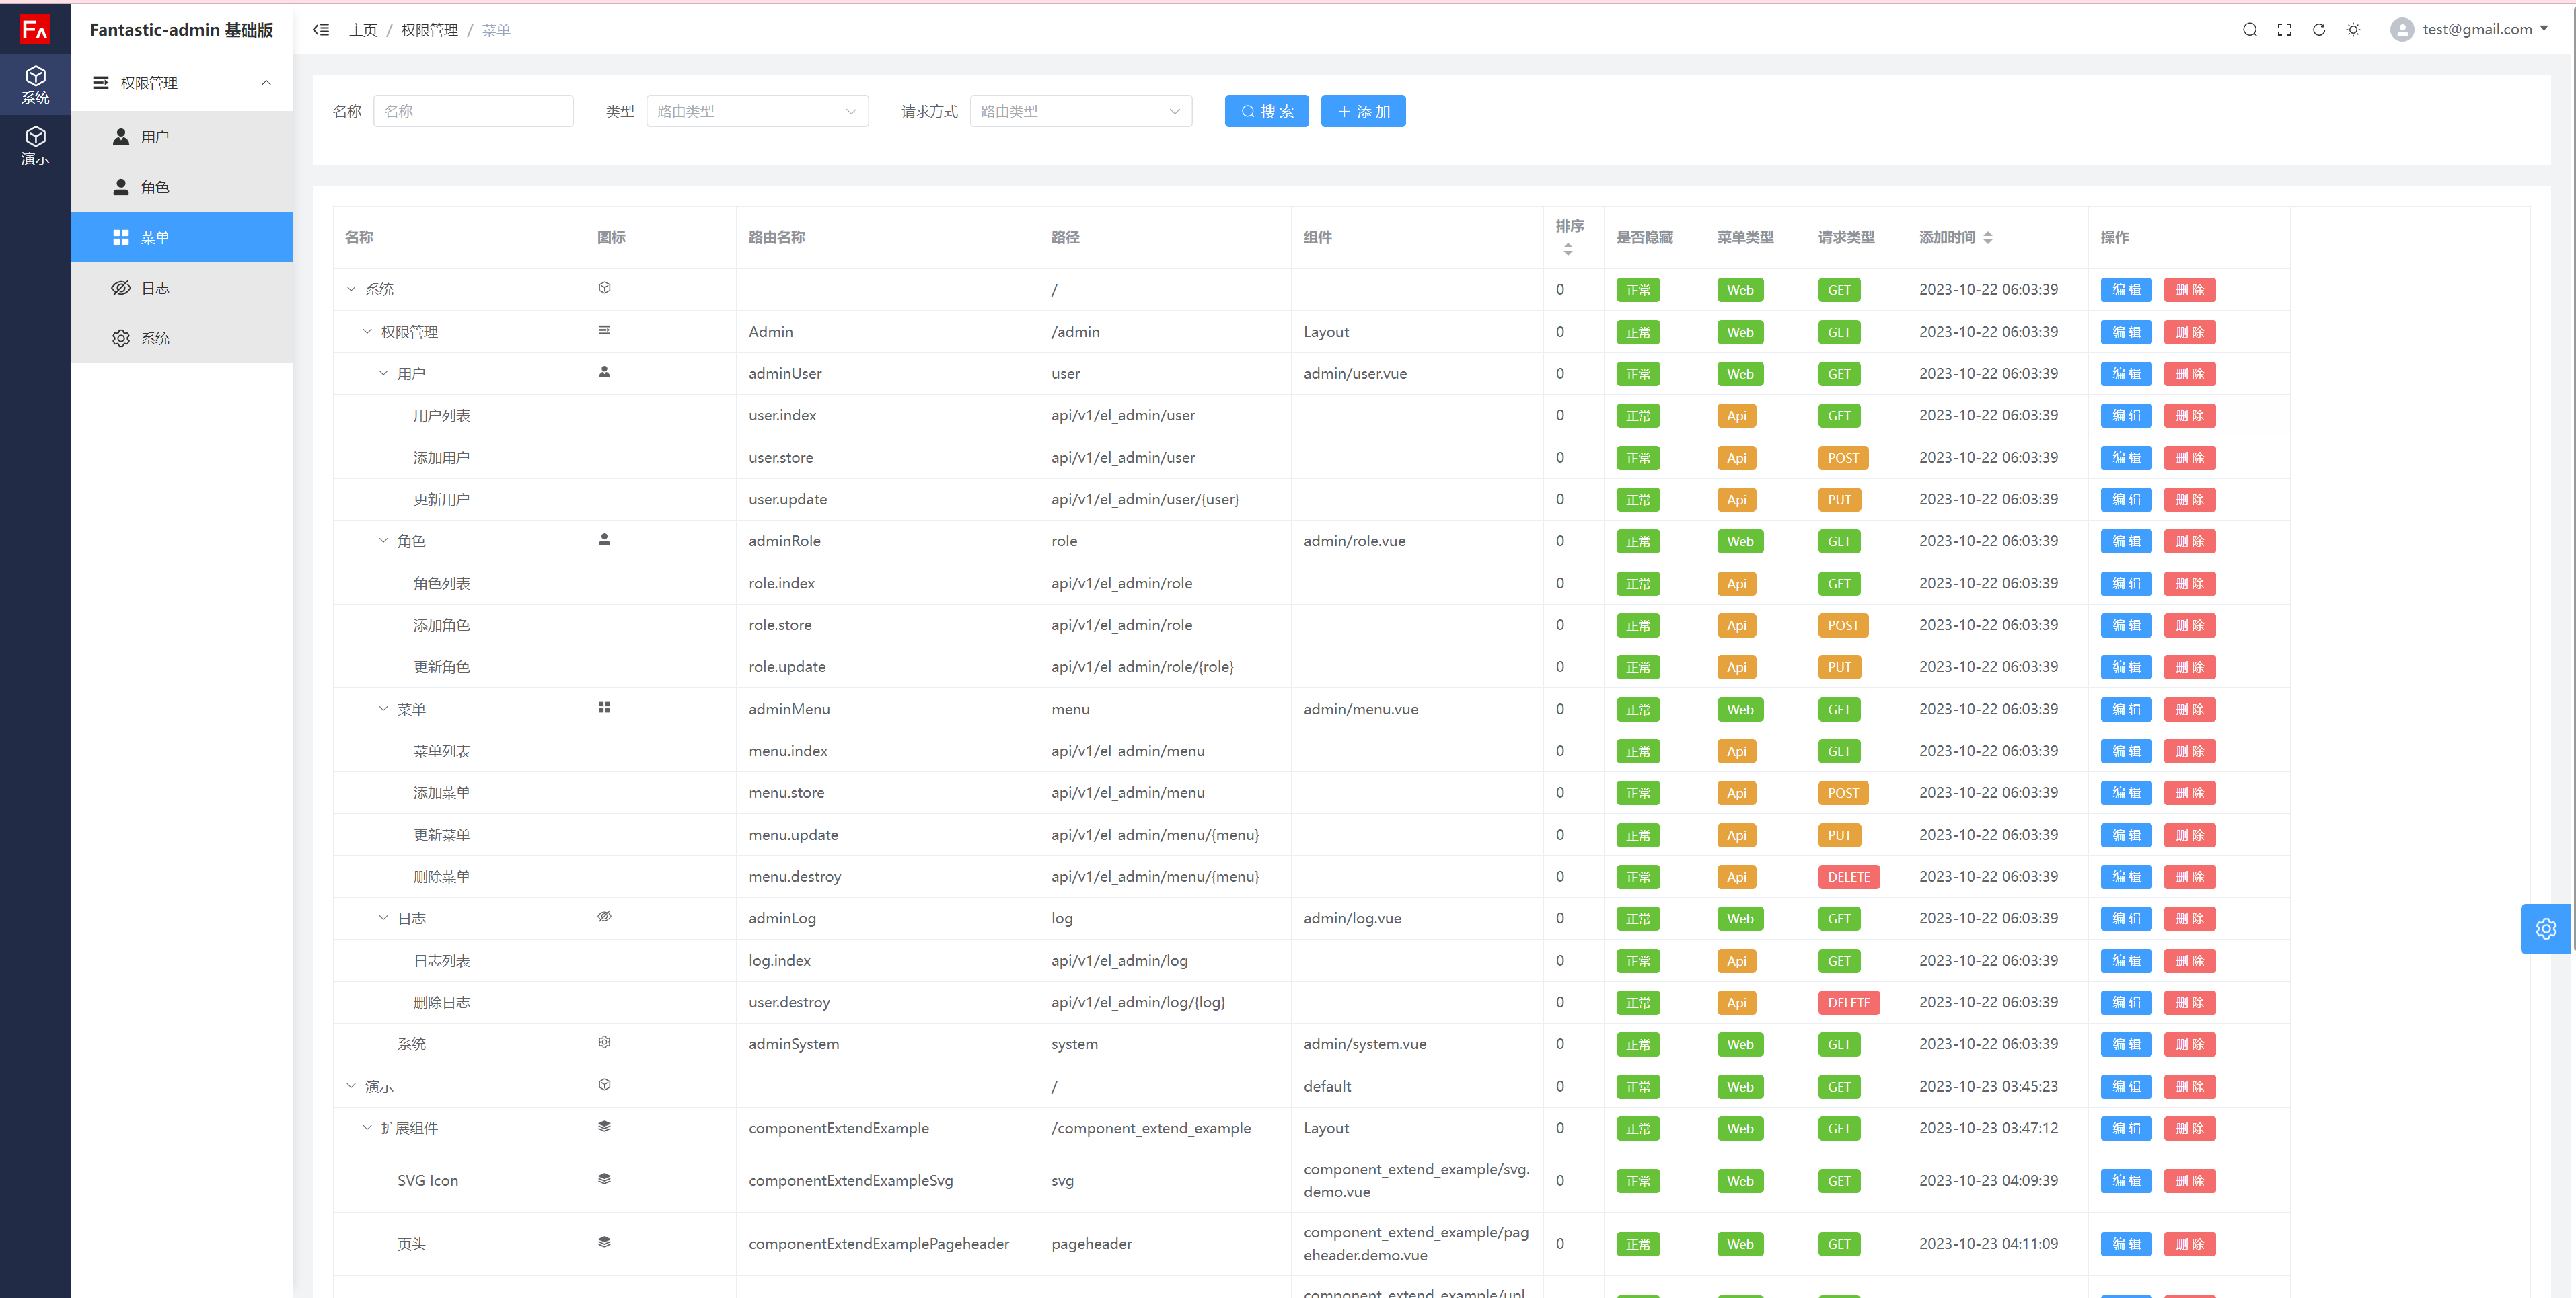 FA
Fantastic-admin 基础版
主页 / 权限管理 / 菜单
test@gmail.com
系统
演示
权限管理
用户
角色
菜单
日志
系统
名称 名称 类型 路由类型 请求方式 路由类型 搜 索 添 加
名称 图标 路由名称 路径 组件 排序 是否隐藏 菜单类型 请求类型 添加时间 操作
系统 / 0 正常 Web GET 2023-10-22 06:03:39 编 辑 删 除
权限管理 Admin /admin Layout 0 正常 Web GET 2023-10-22 06:03:39 编 辑 删 除
用户 adminUser user admin/user.vue 0 正常 Web GET 2023-10-22 06:03:39 编 辑 删 除
用户列表 user.index api/v1/el_admin/user 0 正常 Api GET 2023-10-22 06:03:39 编 辑 删 除
添加用户 user.store api/v1/el_admin/user 0 正常 Api POST 2023-10-22 06:03:39 编 辑 删 除
更新用户 user.update api/v1/el_admin/user/{user} 0 正常 Api PUT 2023-10-22 06:03:39 编 辑 删 除
角色 adminRole role admin/role.vue 0 正常 Web GET 2023-10-22 06:03:39 编 辑 删 除
角色列表 role.index api/v1/el_admin/role 0 正常 Api GET 2023-10-22 06:03:39 编 辑 删 除
添加角色 role.store api/v1/el_admin/role 0 正常 Api POST 2023-10-22 06:03:39 编 辑 删 除
更新角色 role.update api/v1/el_admin/role/{role} 0 正常 Api PUT 2023-10-22 06:03:39 编 辑 删 除
菜单 adminMenu menu admin/menu.vue 0 正常 Web GET 2023-10-22 06:03:39 编 辑 删 除
菜单列表 menu.index api/v1/el_admin/menu 0 正常 Api GET 2023-10-22 06:03:39 编 辑 删 除
添加菜单 menu.store api/v1/el_admin/menu 0 正常 Api POST 2023-10-22 06:03:39 编 辑 删 除
更新菜单 menu.update api/v1/el_admin/menu/{menu} 0 正常 Api PUT 2023-10-22 06:03:39 编 辑 删 除
删除菜单 menu.destroy api/v1/el_admin/menu/{menu} 0 正常 Api DELETE 2023-10-22 06:03:39 编 辑 删 除
日志 adminLog log admin/log.vue 0 正常 Web GET 2023-10-22 06:03:39 编 辑 删 除
日志列表 log.index api/v1/el_admin/log 0 正常 Api GET 2023-10-22 06:03:39 编 辑 删 除
删除日志 user.destroy api/v1/el_admin/log/{log} 0 正常 Api DELETE 2023-10-22 06:03:39 编 辑 删 除
系统 adminSystem system admin/system.vue 0 正常 Web GET 2023-10-22 06:03:39 编 辑 删 除
演示 / default 0 正常 Web GET 2023-10-23 03:45:23 编 辑 删 除
扩展组件 componentExtendExample /component_extend_example Layout 0 正常 Web GET 2023-10-23 03:47:12 编 辑 删 除
SVG Icon componentExtendExampleSvg svg component_extend_example/svg.
demo.vue 0 正常 Web GET 2023-10-23 04:09:39 编 辑 删 除
页头 componentExtendExamplePageheader pageheader component_extend_example/pag
eheader.demo.vue 0 正常 Web GET 2023-10-23 04:11:09 编 辑 删 除
component_extend_example/upl